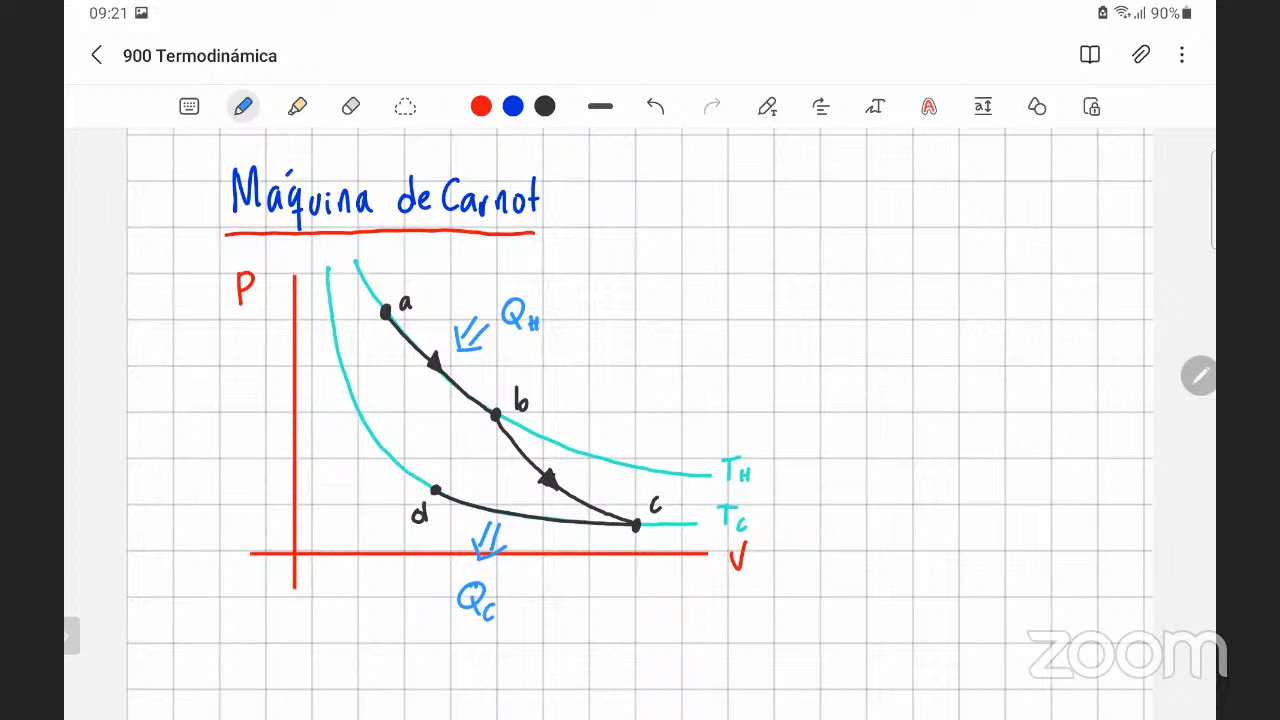 09:21
90%
900 Termodinámica
Máquina de Carnot
P
a
QH
b
TH
c
d
TC
V
QC
zoom